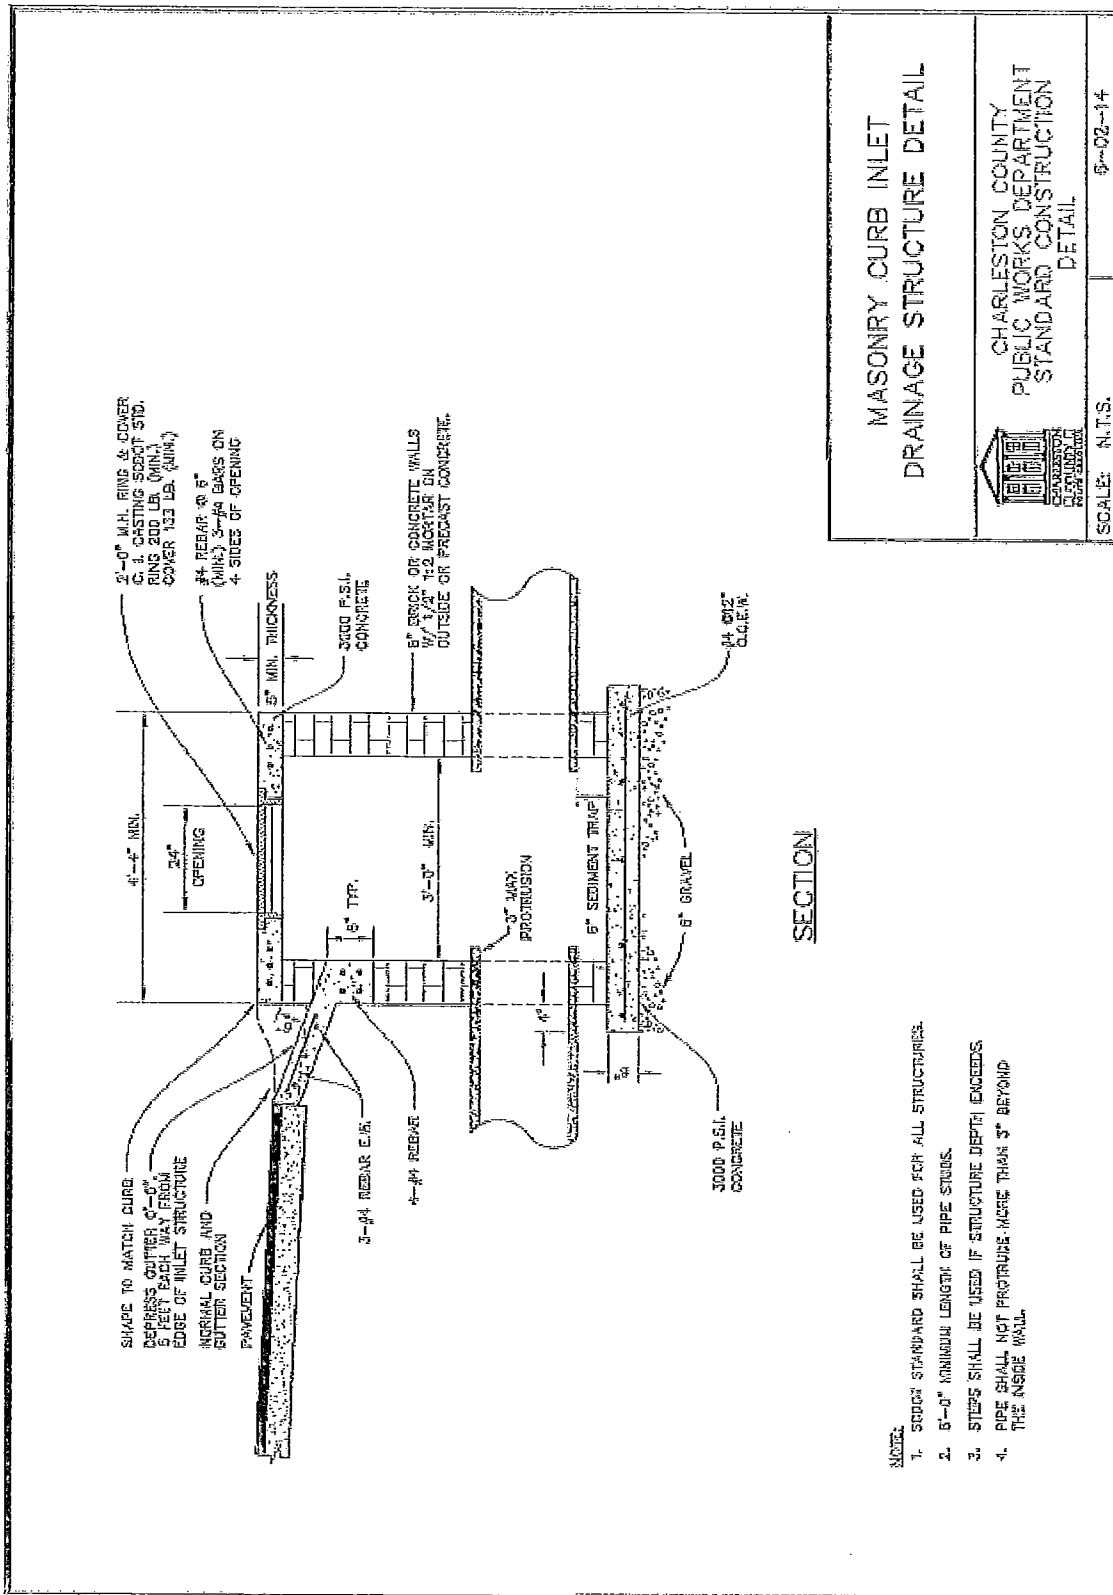 SHAPE TO MATCH CURB
DEPRESS GUTTER
5 FEET EACH WAY FROM
EDGE OF INLET STRUCTURE
NORMAL CURB AND
GUTTER SECTION
PAVEMENT
3-#4 REBAR E.W.
4-#4 REBAR
3000 P.S.I.
CONCRETE
4'-4" MIN.
24"
OPENING
2'-0" M.H. RING & COVER
C. I. CASTING SCDOT STD.
RING 200 LB. (MIN.)
COVER 133 LB. (MIN.)
#4 REBAR @ 6"
(MIN.) 3-#4 BARS ON
4 SIDES OF OPENING
MIN. THICKNESS
3000 P.S.I.
CONCRETE
BRICK OR CONCRETE WALLS
W/ 1/2" 1:2 MORTAR ON
OUTSIDE OR PRECAST CONCRETE.
TYP.
3'-0" MIN.
3" MAX
PROTRUSION
6" SEDIMENT TRAP
4"
6" GRAVEL
#4 @12"
O.C.E.W.
SECTION
NOTE:
1. SCDOT STANDARD SHALL BE USED FOR ALL STRUCTURES.
2. MINIMUM LENGTH OF PIPE STUBS.
3. STEPS SHALL BE USED IF STRUCTURE DEPTH EXCEEDS
4. PIPE SHALL NOT PROTRUDE MORE THAN 3" BEYOND
THE INSIDE WALL.
MASONRY CURB INLET
DRAINAGE STRUCTURE DETAIL
CHARLESTON
COUNTY
CHARLESTON COUNTY
PUBLIC WORKS DEPARTMENT
STANDARD CONSTRUCTION
DETAIL
SCALE: N.T.S.